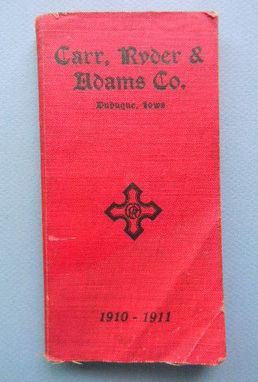 Carr, Ryder &
Adams Co.
Dubuque, Iowa
1910 - 1911